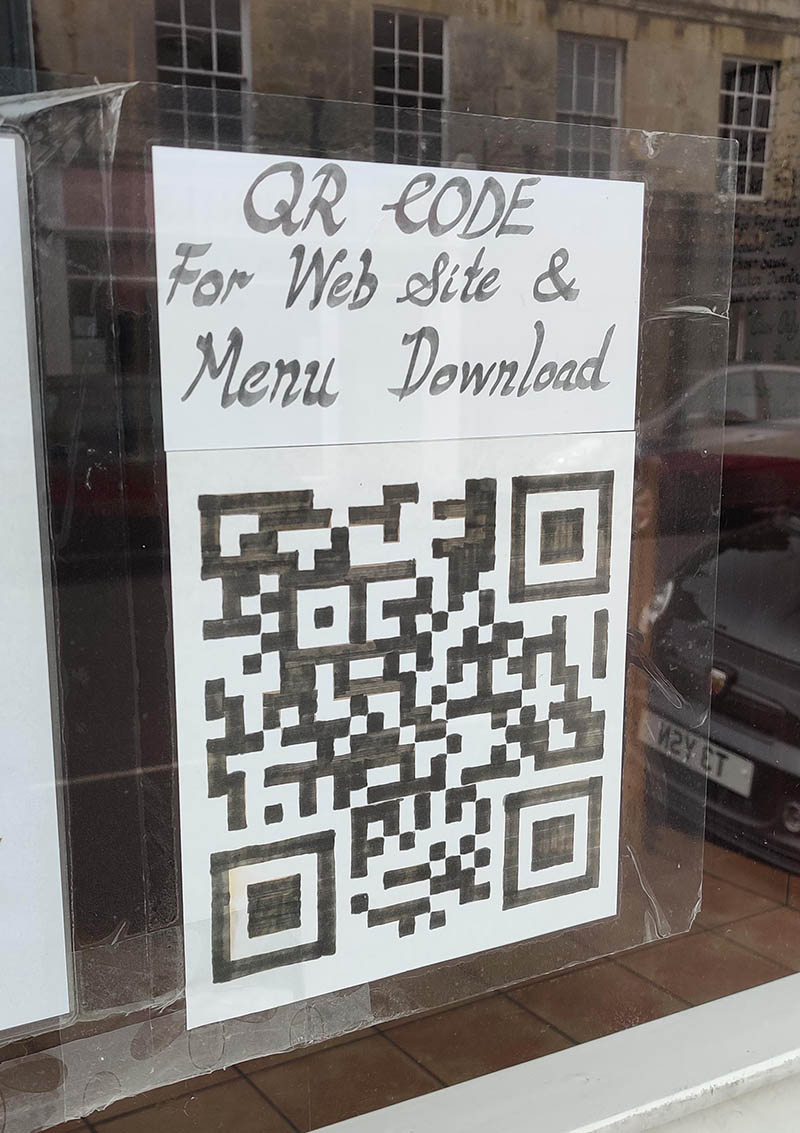 QR CODE
For Web Site &
Menu Download